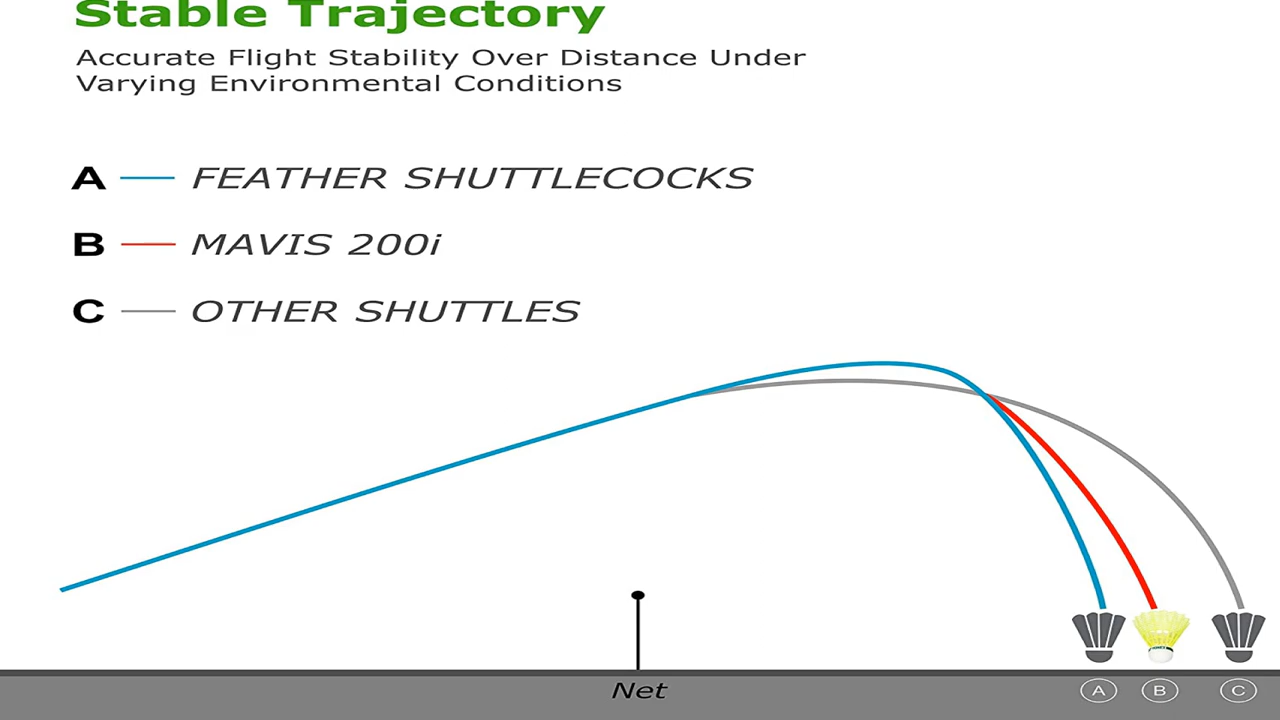 Stable Trajectory
Accurate Flight Stability Over Distance Under
Varying Environmental Conditions
A FEATHER SHUTTLECOCKS
B MAVIS 200i
C OTHER SHUTTLES
Net
A B C